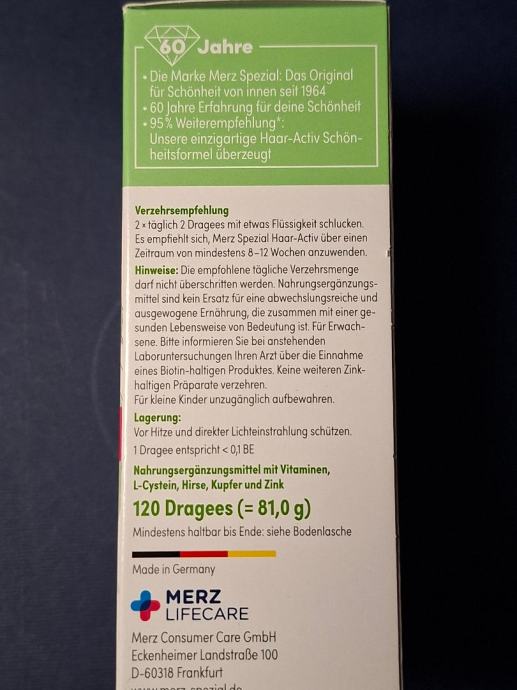 60 Jahre
• Die Marke Merz Spezial: Das Original
für Schönheit von innen seit 1964
• 60 Jahre Erfahrung für deine Schönheit
• 95% Weiterempfehlung*:
Unsere einzigartige Haar-Activ Schön-
heitsformel überzeugt
Verzehrsempfehlung
2 x täglich 2 Dragees mit etwas Flüssigkeit schlucken.
Es empfiehlt sich, Merz Spezial Haar-Activ über einen
Zeitraum von mindestens 8–12 Wochen anzuwenden.
Hinweise: Die empfohlene tägliche Verzehrsmenge
darf nicht überschritten werden. Nahrungsergänzungs-
mittel sind kein Ersatz für eine abwechslungsreiche und
ausgewogene Ernährung, die zusammen mit einer ge-
sunden Lebensweise von Bedeutung ist. Für Erwach-
sene. Bitte informieren Sie bei anstehenden
Laboruntersuchungen Ihren Arzt über die Einnahme
eines Biotin-haltigen Produktes. Keine weiteren Zink-
haltigen Präparate verzehren.
Für kleine Kinder unzugänglich aufbewahren.
Lagerung:
Vor Hitze und direkter Lichteinstrahlung schützen.
1 Dragee entspricht < 0,1 BE
Nahrungsergänzungsmittel mit Vitaminen,
L-Cystein, Hirse, Kupfer und Zink
120 Dragees (= 81,0 g)
Mindestens haltbar bis Ende: siehe Bodenlasche
Made in Germany
MERZ
LIFECARE
Merz Consumer Care GmbH
Eckenheimer Landstraße 100
D-60318 Frankfurt
www.merz-spezial.de